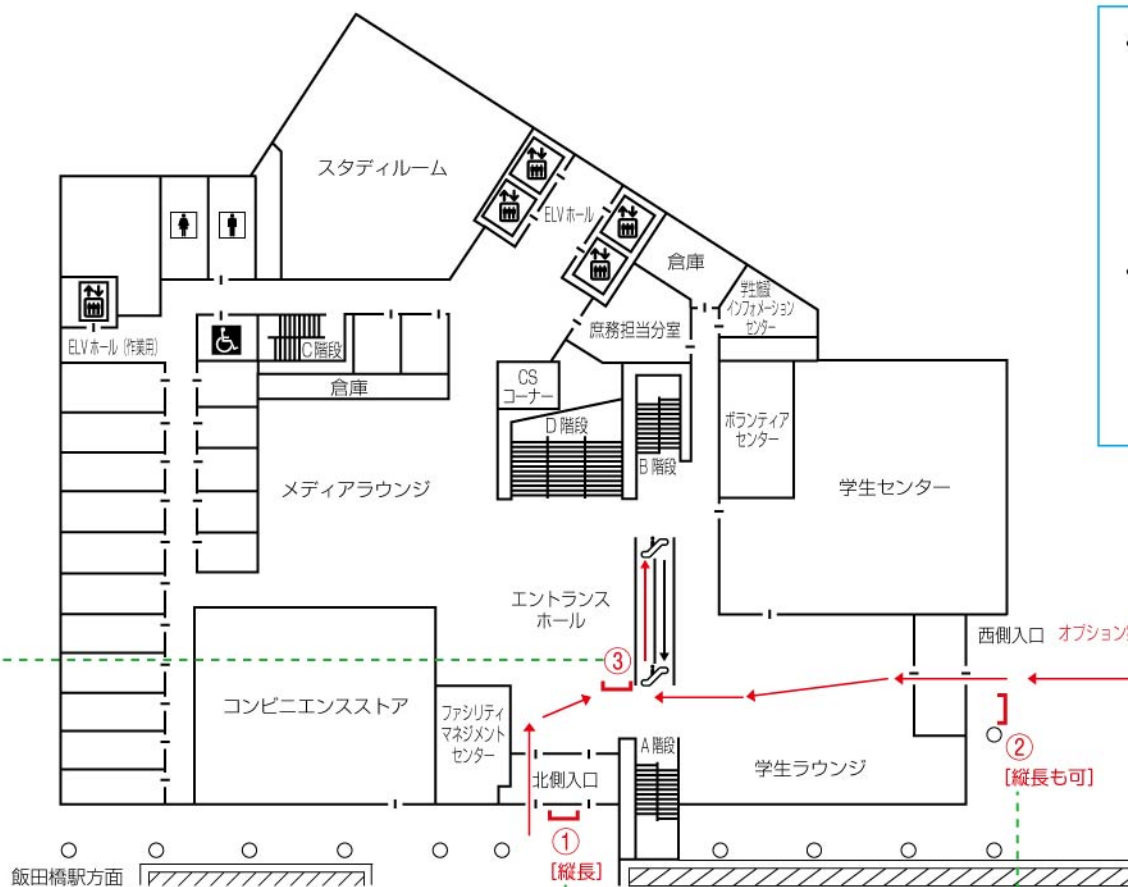 スタディルーム
ELVホール
倉庫
学生施設
インフォメーション
センター
庶務担当分室
ELVホール（作業用）
C階段
倉庫
CS
コーナー
D階段
B階段
ボランティア
センター
メディアラウンジ
学生センター
エントランス
ホール
西側入口
オプション
③
コンビニエンスストア
ファシリティ
マネジメント
センター
A階段
北側入口
学生ラウンジ
②
[縦長も可]
①
[縦長]
飯田橋駅方面